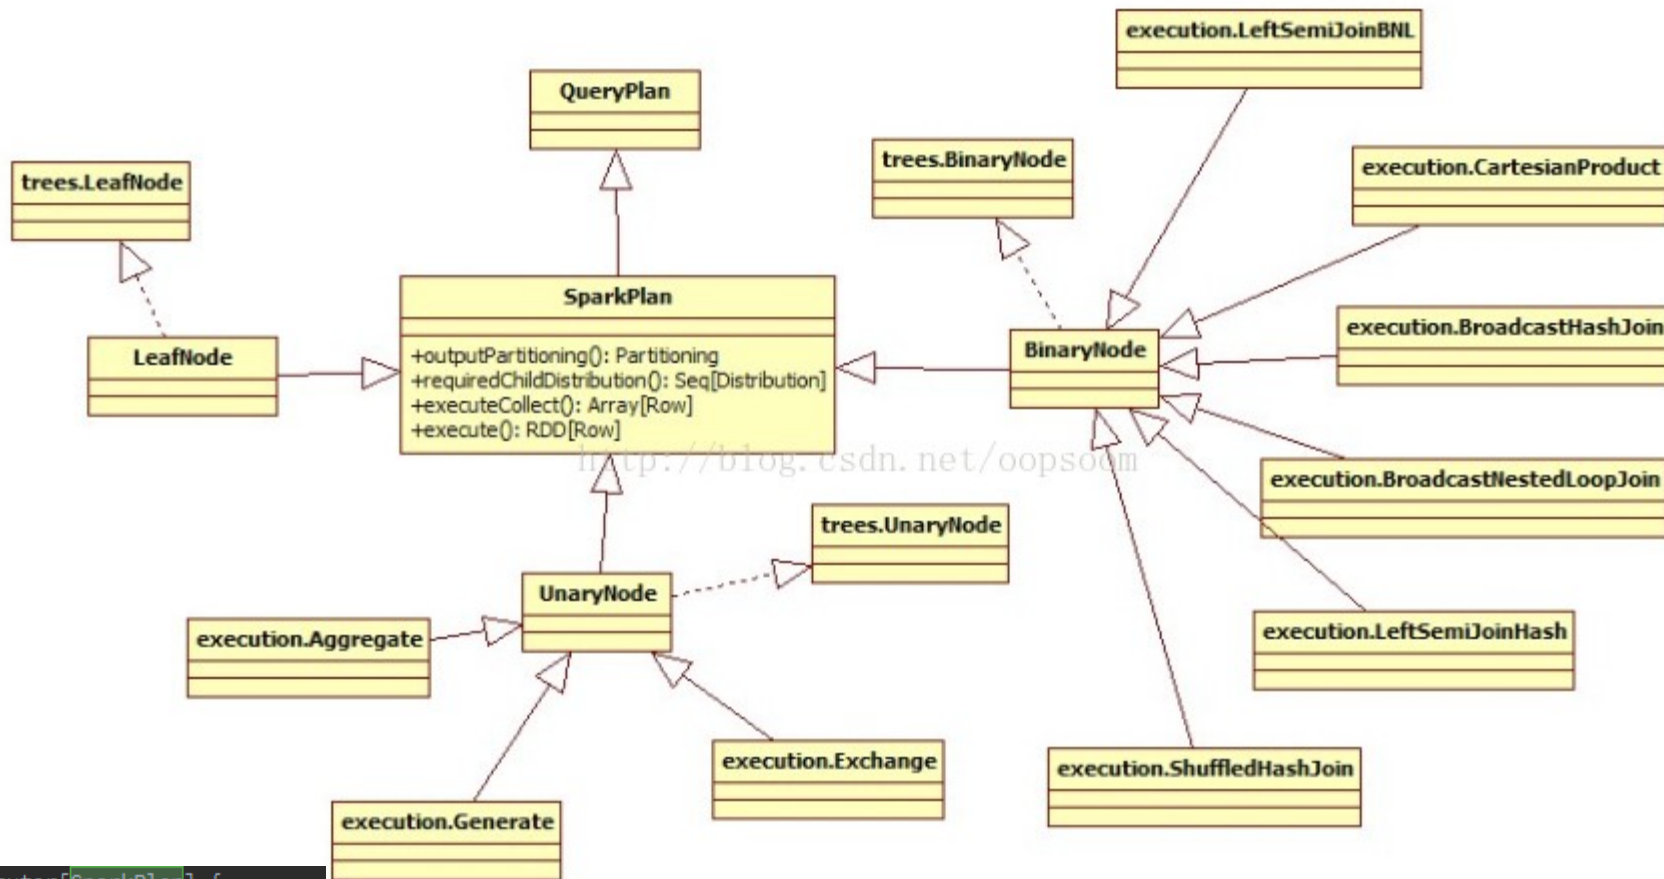 execution.LeftSemiJoinBNL
QueryPlan
trees.BinaryNode
execution.CartesianProduct
trees.LeafNode
SparkPlan
execution.BroadcastHashJoin
LeafNode
BinaryNode
+outputPartitioning(): Partitioning
+requiredChildDistribution(): Seq[Distribution]
+executeCollect(): Array[Row]
+execute(): RDD[Row]
http://blog.csdn.net/oopsoom
execution.BroadcastNestedLoopJoin
trees.UnaryNode
UnaryNode
execution.Aggregate
execution.LeftSemiJoinHash
execution.Exchange
execution.ShuffledHashJoin
execution.Generate